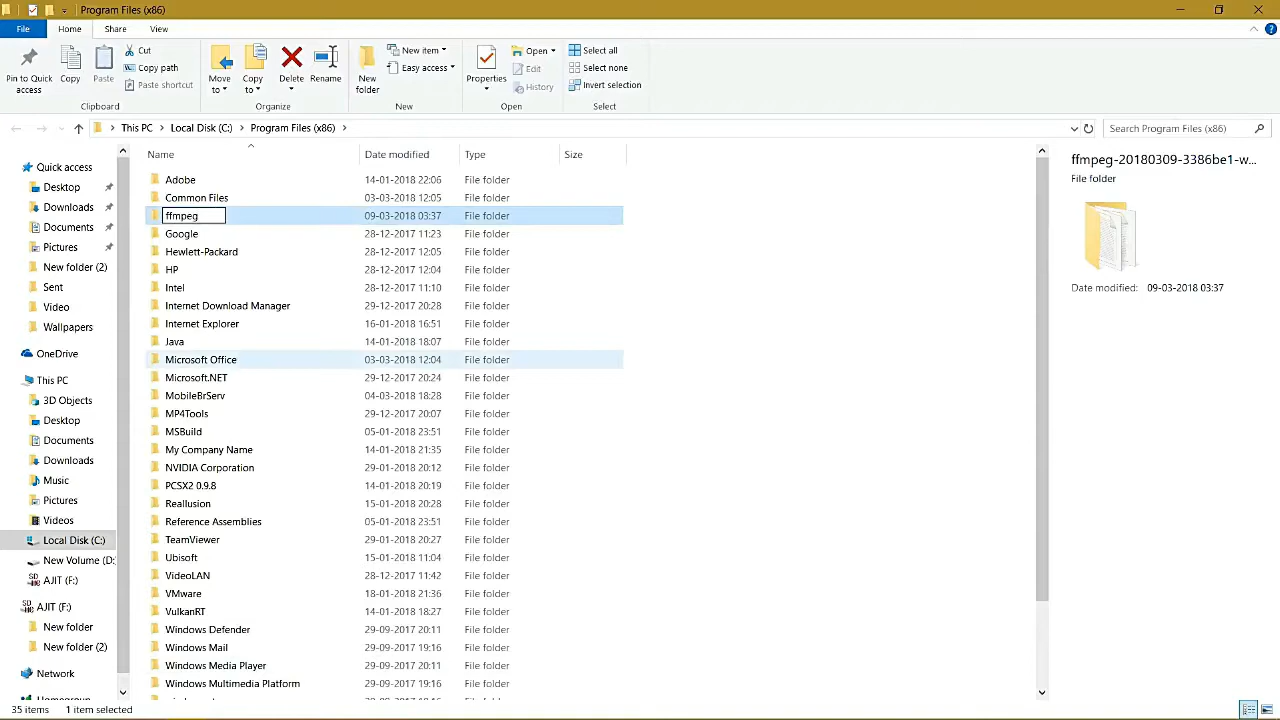 Program Files (x86)
File Home Share View
Pin to Quick access
Copy
Paste
Cut
Copy path
Paste shortcut
Clipboard
Move to
Copy to
Delete
Rename
Organize
New folder
New item
Easy access
New
Properties
Open
Edit
History
Open
Select all
Select none
Invert selection
Select
This PC > Local Disk (C:) > Program Files (x86) >
Search Program Files (x86)
Quick access
Desktop
Downloads
Documents
Pictures
New folder (2)
Sent
Video
Wallpapers
OneDrive
This PC
3D Objects
Desktop
Documents
Downloads
Music
Pictures
Videos
Local Disk (C:)
New Volume (D:
AJIT (F:)
AJIT (F:)
New folder
New folder (2)
Network
Name Date modified Type Size
Adobe 14-01-2018 22:06 File folder
Common Files 03-03-2018 12:05 File folder
ffmpeg 09-03-2018 03:37 File folder
Google 28-12-2017 11:23 File folder
Hewlett-Packard 28-12-2017 12:05 File folder
HP 28-12-2017 12:04 File folder
Intel 28-12-2017 11:10 File folder
Internet Download Manager 29-12-2017 20:28 File folder
Internet Explorer 16-01-2018 16:51 File folder
Java 14-01-2018 18:07 File folder
Microsoft Office 03-03-2018 12:04 File folder
Microsoft.NET 29-12-2017 20:24 File folder
MobileBrServ 04-03-2018 18:28 File folder
MP4Tools 29-12-2017 20:07 File folder
MSBuild 05-01-2018 23:51 File folder
My Company Name 14-01-2018 21:35 File folder
NVIDIA Corporation 29-01-2018 20:12 File folder
PCSX2 0.9.8 14-01-2018 20:19 File folder
Reallusion 15-01-2018 20:28 File folder
Reference Assemblies 05-01-2018 23:51 File folder
TeamViewer 29-01-2018 20:27 File folder
Ubisoft 15-01-2018 11:04 File folder
VideoLAN 28-12-2017 11:42 File folder
VMware 18-01-2018 21:36 File folder
VulkanRT 14-01-2018 18:27 File folder
Windows Defender 29-09-2017 20:11 File folder
Windows Mail 29-09-2017 19:16 File folder
Windows Media Player 29-09-2017 20:11 File folder
Windows Multimedia Platform 29-09-2017 19:16 File folder
ffmpeg-20180309-3386be1-w...
File folder
Date modified: 09-03-2018 03:37
35 items 1 item selected